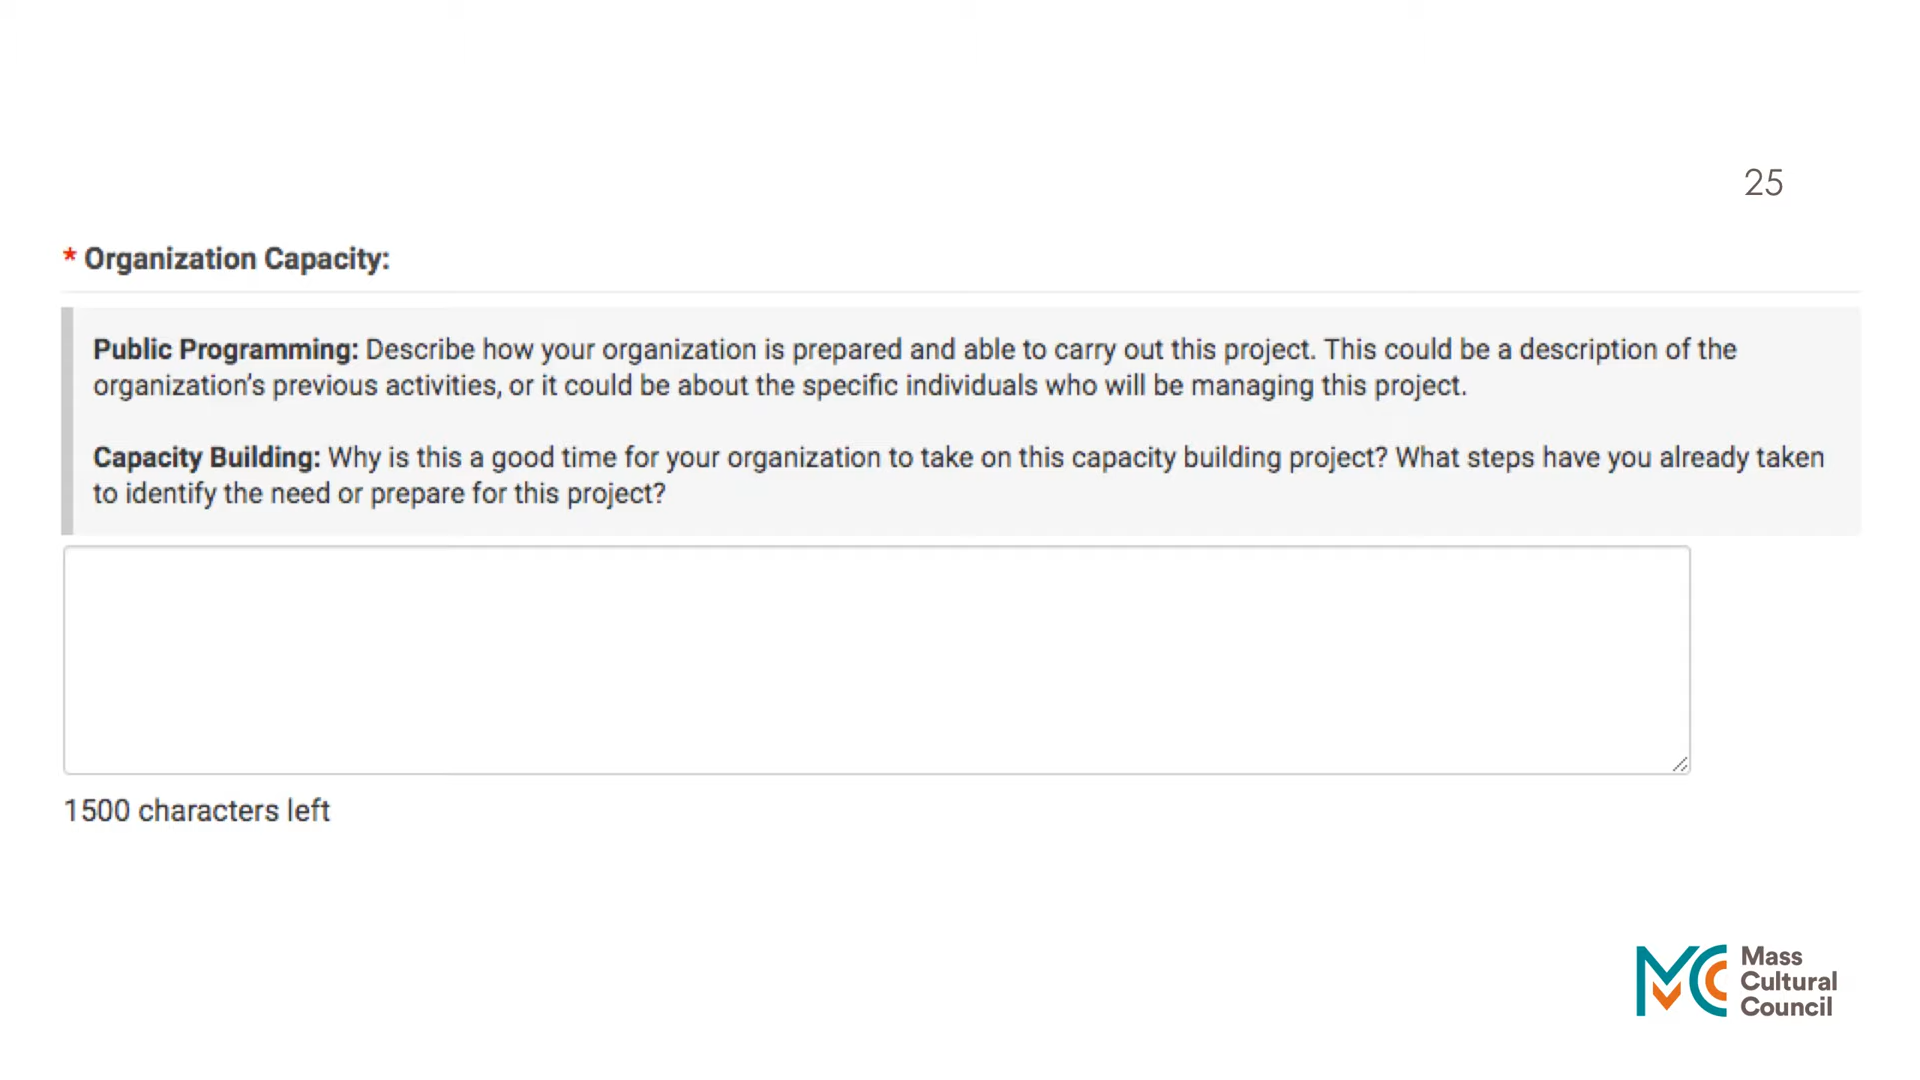 25
* Organization Capacity:
Public Programming: Describe how your organization is prepared and able to carry out this project. This could be a description of the
organization's previous activities, or it could be about the specific individuals who will be managing this project.
Capacity Building: Why is this a good time for your organization to take on this capacity building project? What steps have you already taken
to identify the need or prepare for this project?
1500 characters left
MCC
Mass
Cultural
Council